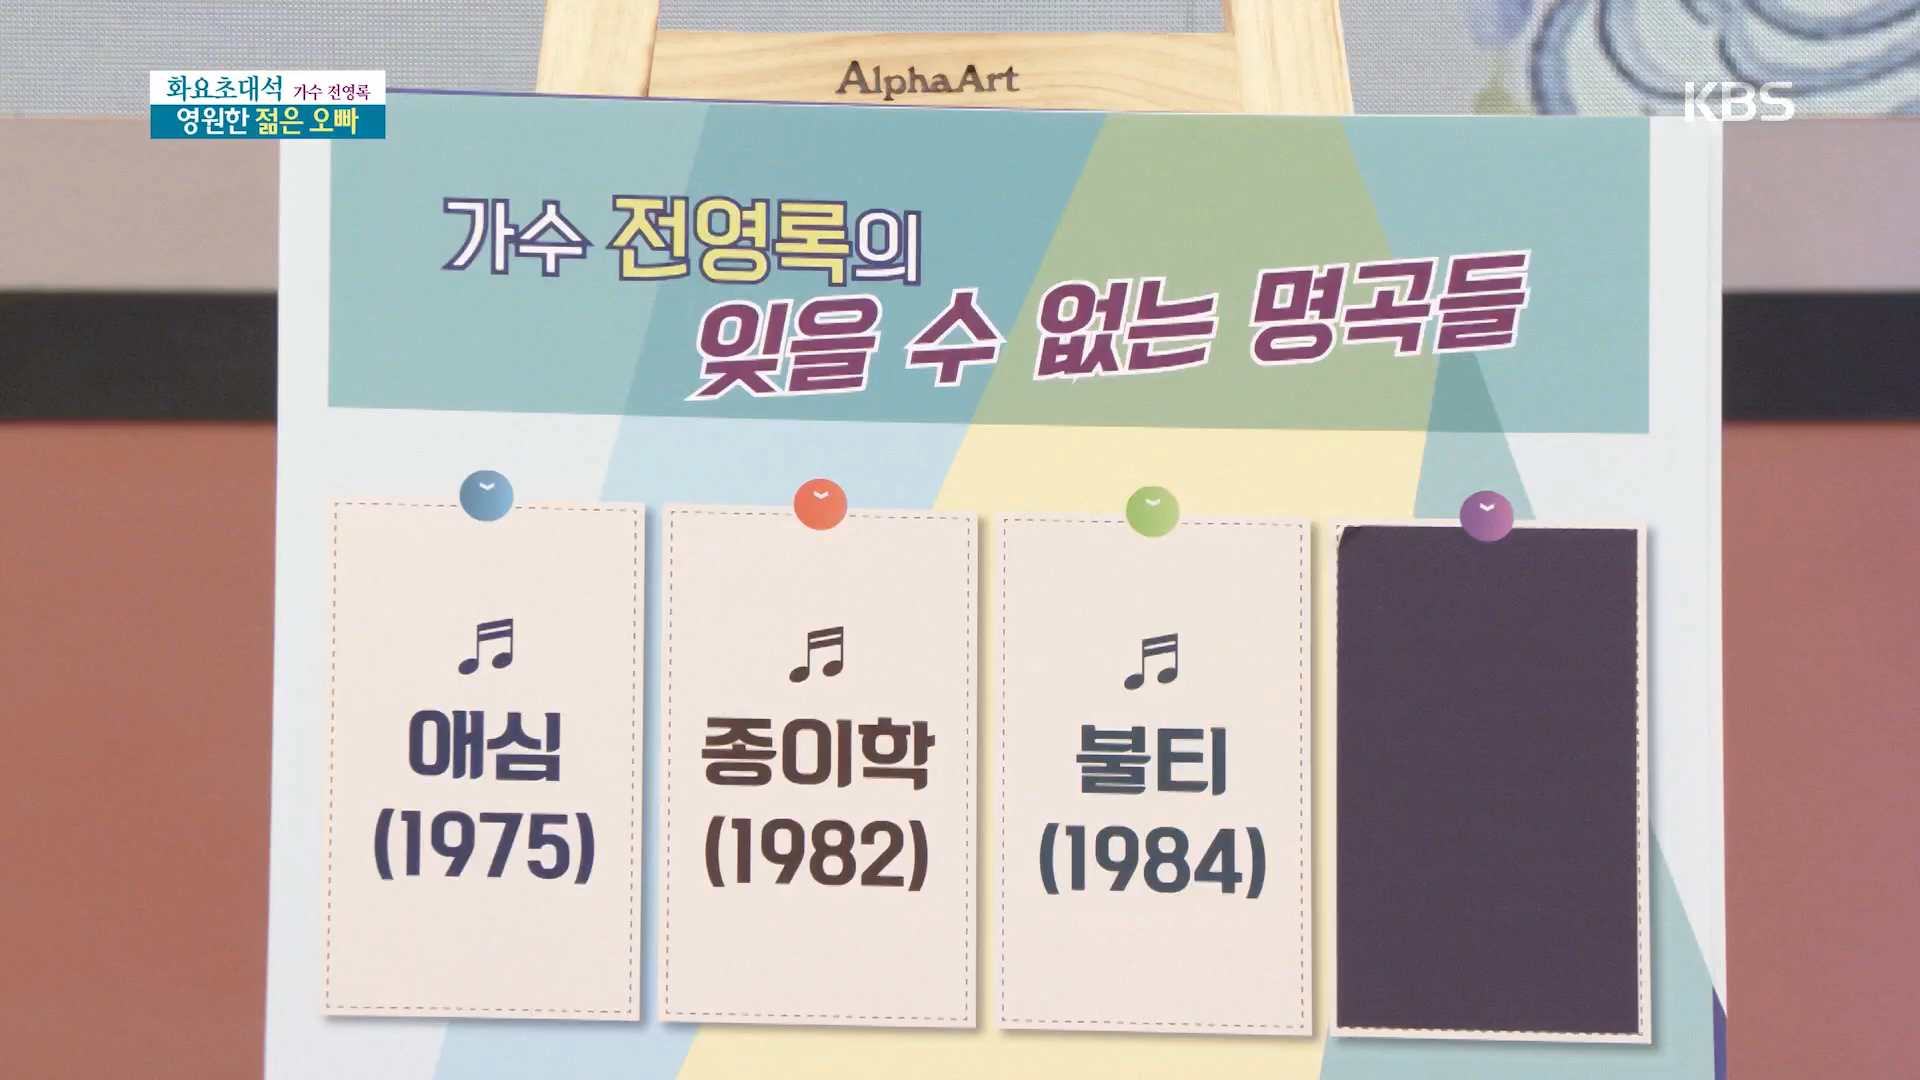 AlphaArt
화요초대석 가수 전영록
영원한 젊은 오빠
KBS
가수 전영록의
잊을 수 없는 명곡들
애심
(1975)
종이학
(1982)
불티
(1984)